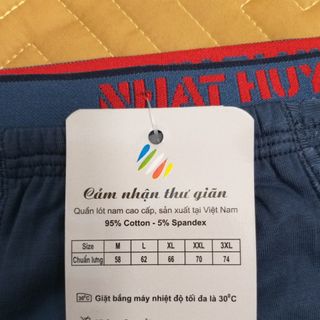 NHAT HUY
Cảm nhận thư giãn
Quần lót nam cao cấp, sản xuất tại Việt Nam
95% Cotton - 5% Spandex
Size M L XL XXL 3XL
Chuẩn lưng 58 62 66 70 74
30°C Giặt bằng máy nhiệt độ tối đa là 30°C